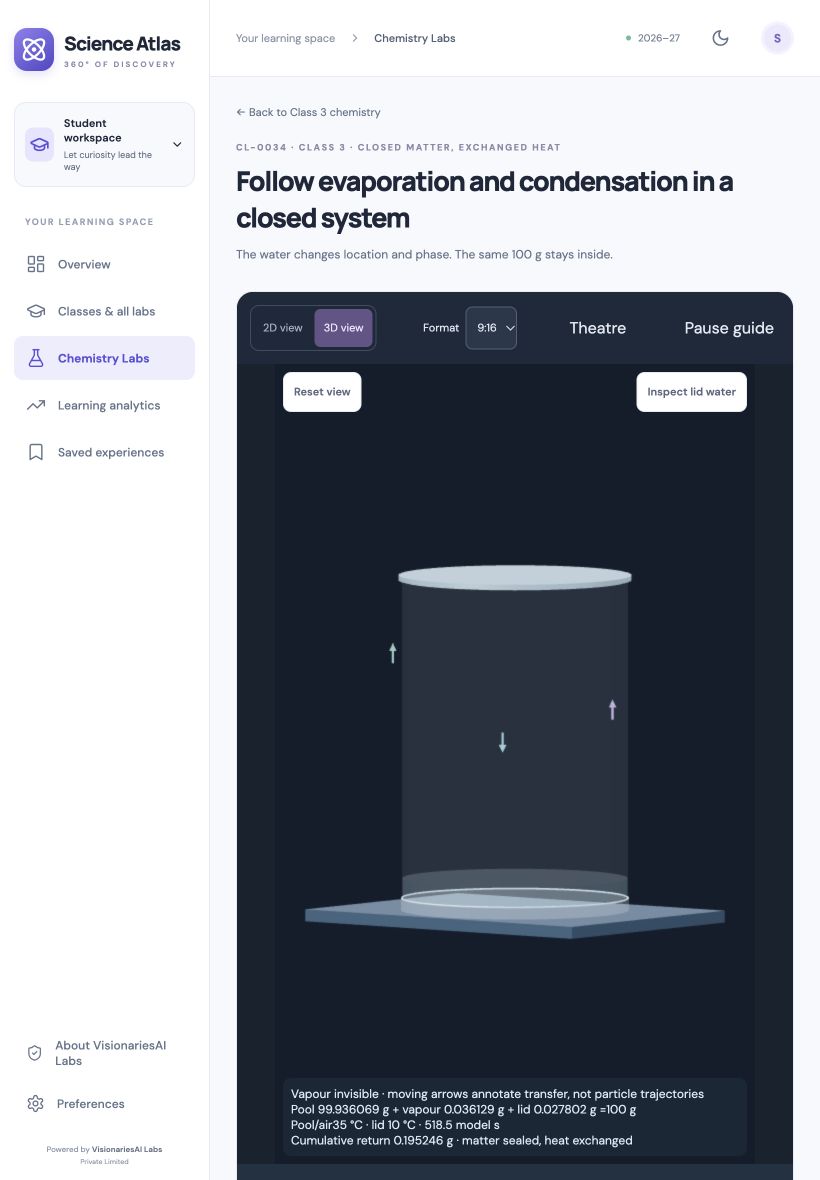 Science Atlas
360° OF DISCOVERY
Student
workspace
Let curiosity lead the
way
YOUR LEARNING SPACE
Overview
Classes & all labs
Chemistry Labs
Learning analytics
Saved experiences
About VisionariesAI
Labs
Preferences
Powered by VisionariesAI Labs
Private Limited
Your learning space > Chemistry Labs
2026–27
S
← Back to Class 3 chemistry
CL-0034 · CLASS 3 · CLOSED MATTER, EXCHANGED HEAT
Follow evaporation and condensation in a
closed system
The water changes location and phase. The same 100 g stays inside.
2D view 3D view Format 9:16 Theatre Pause guide
Reset view Inspect lid water
Vapour invisible · moving arrows annotate transfer, not particle trajectories
Pool 99.936069 g + vapour 0.036129 g + lid 0.027802 g =100 g
Pool/air35 °C · lid 10 °C · 518.5 model s
Cumulative return 0.195246 g · matter sealed, heat exchanged